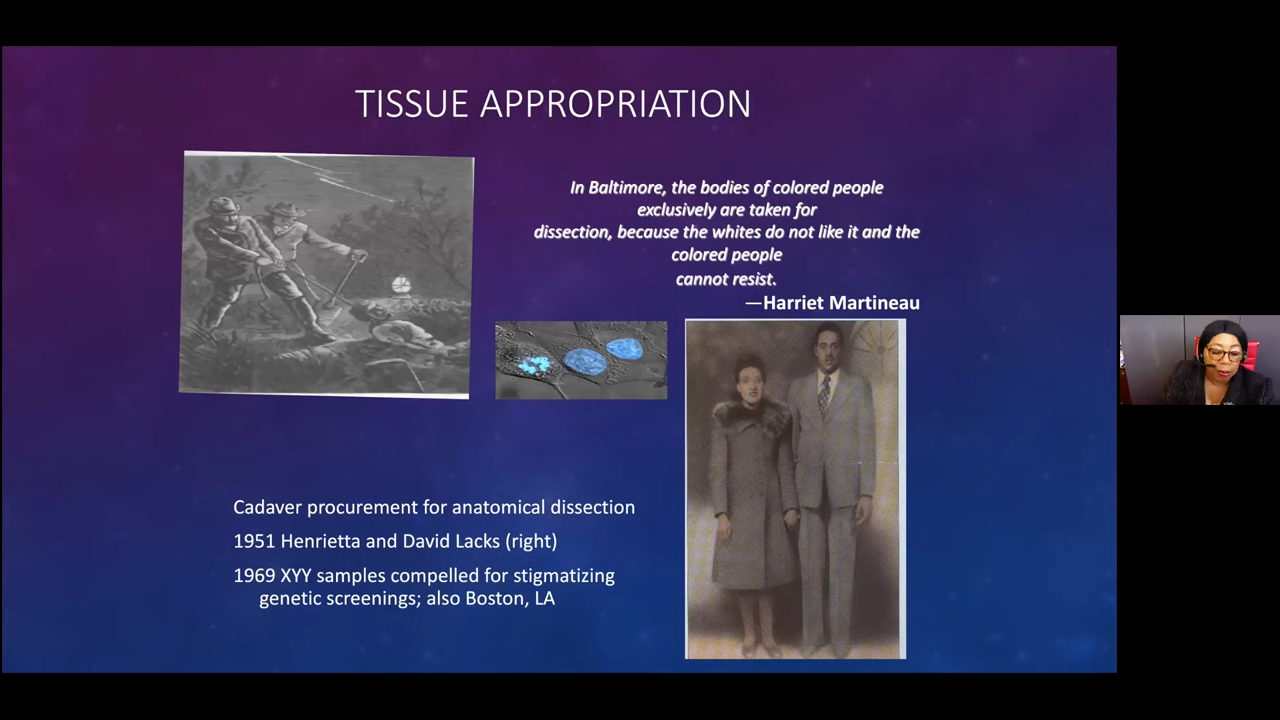 TISSUE APPROPRIATION
In Baltimore, the bodies of colored people
exclusively are taken for
dissection, because the whites do not like it and the
colored people
cannot resist.
—Harriet Martineau
Cadaver procurement for anatomical dissection
1951 Henrietta and David Lacks (right)
1969 XYY samples compelled for stigmatizing
genetic screenings; also Boston, LA